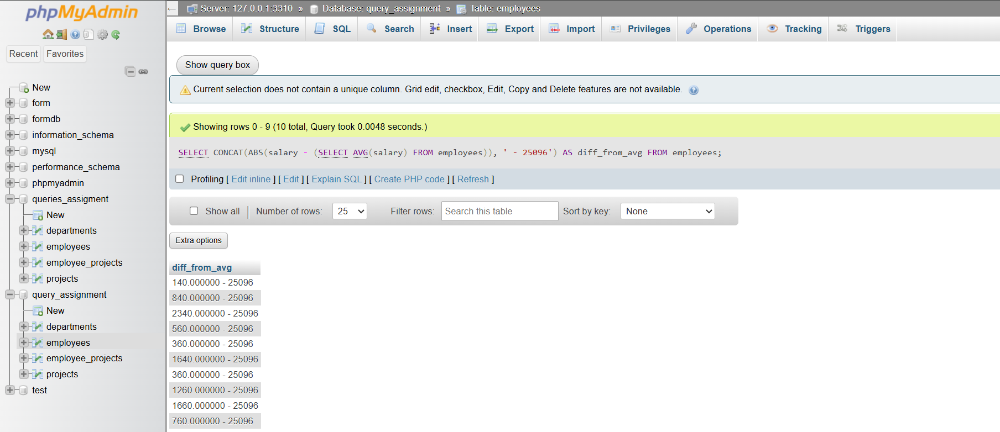 phpMyAdmin
Recent Favorites
New
form
formdb
information_schema
mysql
performance_schema
phpmyadmin
queries_assigment
New
departments
employees
employee_projects
projects
query_assignment
New
departments
employees
employee_projects
projects
test
Server: 127.0.0.1:3310 » Database: query_assignment » Table: employees
Browse Structure SQL Search Insert Export Import Privileges Operations Tracking Triggers
Show query box
Current selection does not contain a unique column. Grid edit, checkbox, Edit, Copy and Delete features are not available.
Showing rows 0 - 9 (10 total, Query took 0.0048 seconds.)
SELECT CONCAT(ABS(salary - (SELECT AVG(salary) FROM employees)), ' - 25096') AS diff_from_avg FROM employees;
Profiling [ Edit inline ] [ Edit ] [ Explain SQL ] [ Create PHP code ] [ Refresh ]
Show all | Number of rows: 25 Filter rows: Search this table Sort by key: None
Extra options
diff_from_avg
140.000000 - 25096
840.000000 - 25096
2340.000000 - 25096
560.000000 - 25096
360.000000 - 25096
1640.000000 - 25096
360.000000 - 25096
1260.000000 - 25096
1660.000000 - 25096
760.000000 - 25096